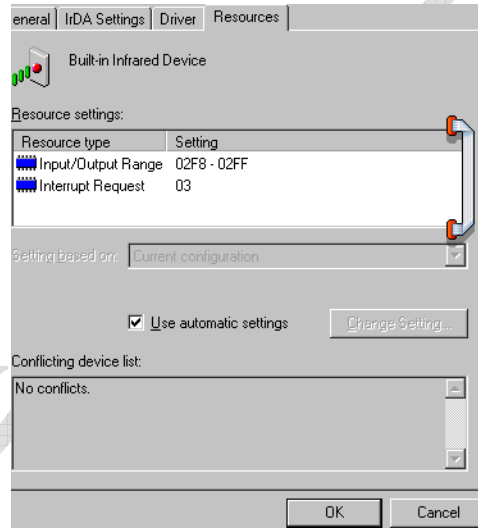 eneral IrDA Settings Driver Resources
Built-in Infrared Device
Resource settings:
Resource type Setting
Input/Output Range 02F8 - 02FF
Interrupt Request 03
Setting based on: Current configuration
Use automatic settings Change Setting...
Conflicting device list:
No conflicts.
OK Cancel